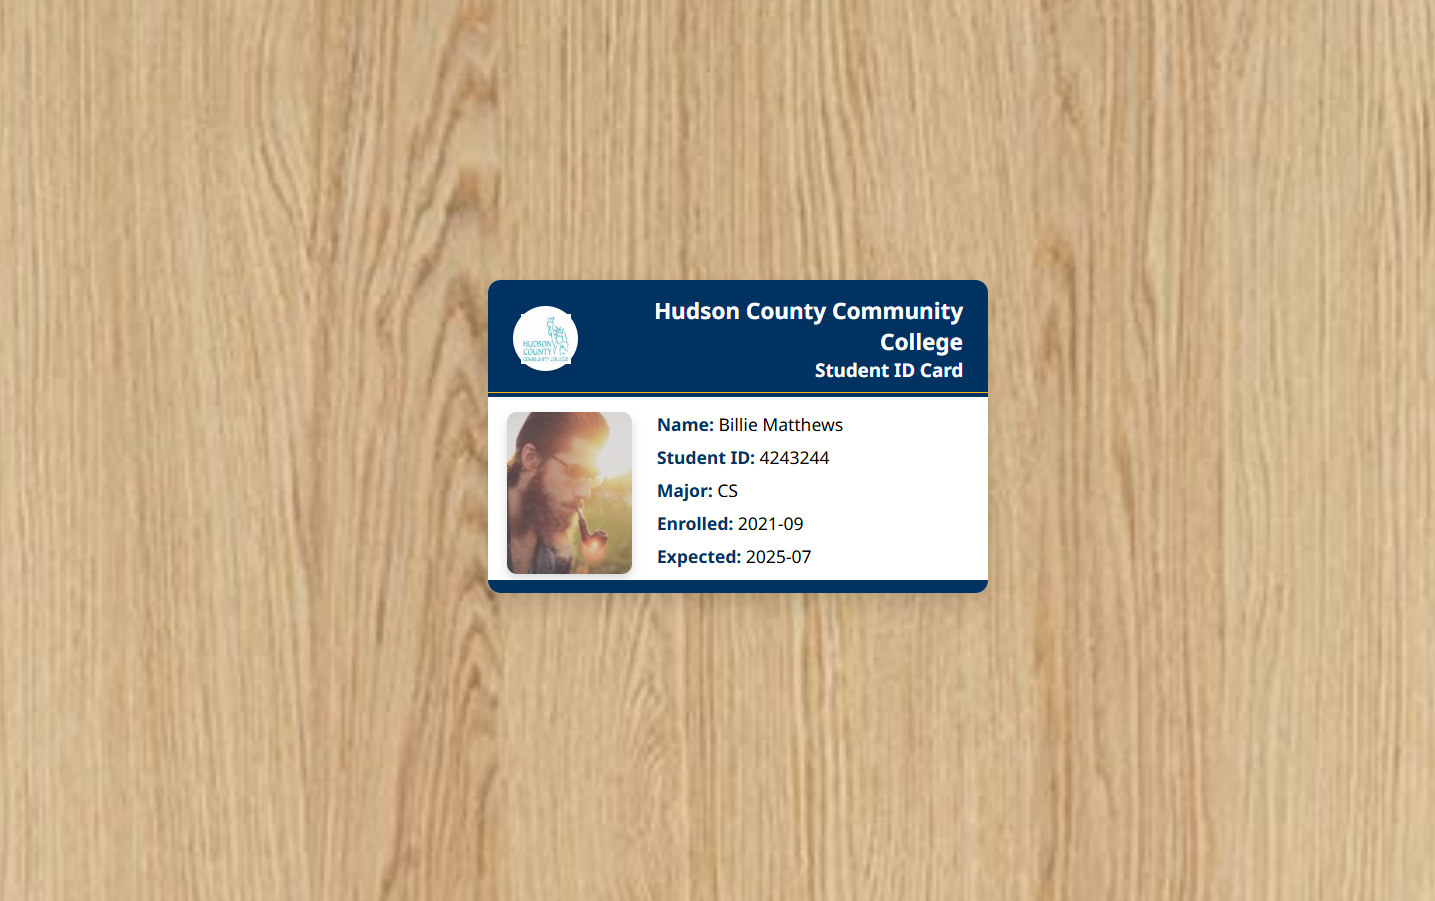 HUDSON
COUNTY
COMMUNITY COLLEGE
Hudson County Community
College
Student ID Card
Name: Billie Matthews
Student ID: 4243244
Major: CS
Enrolled: 2021-09
Expected: 2025-07